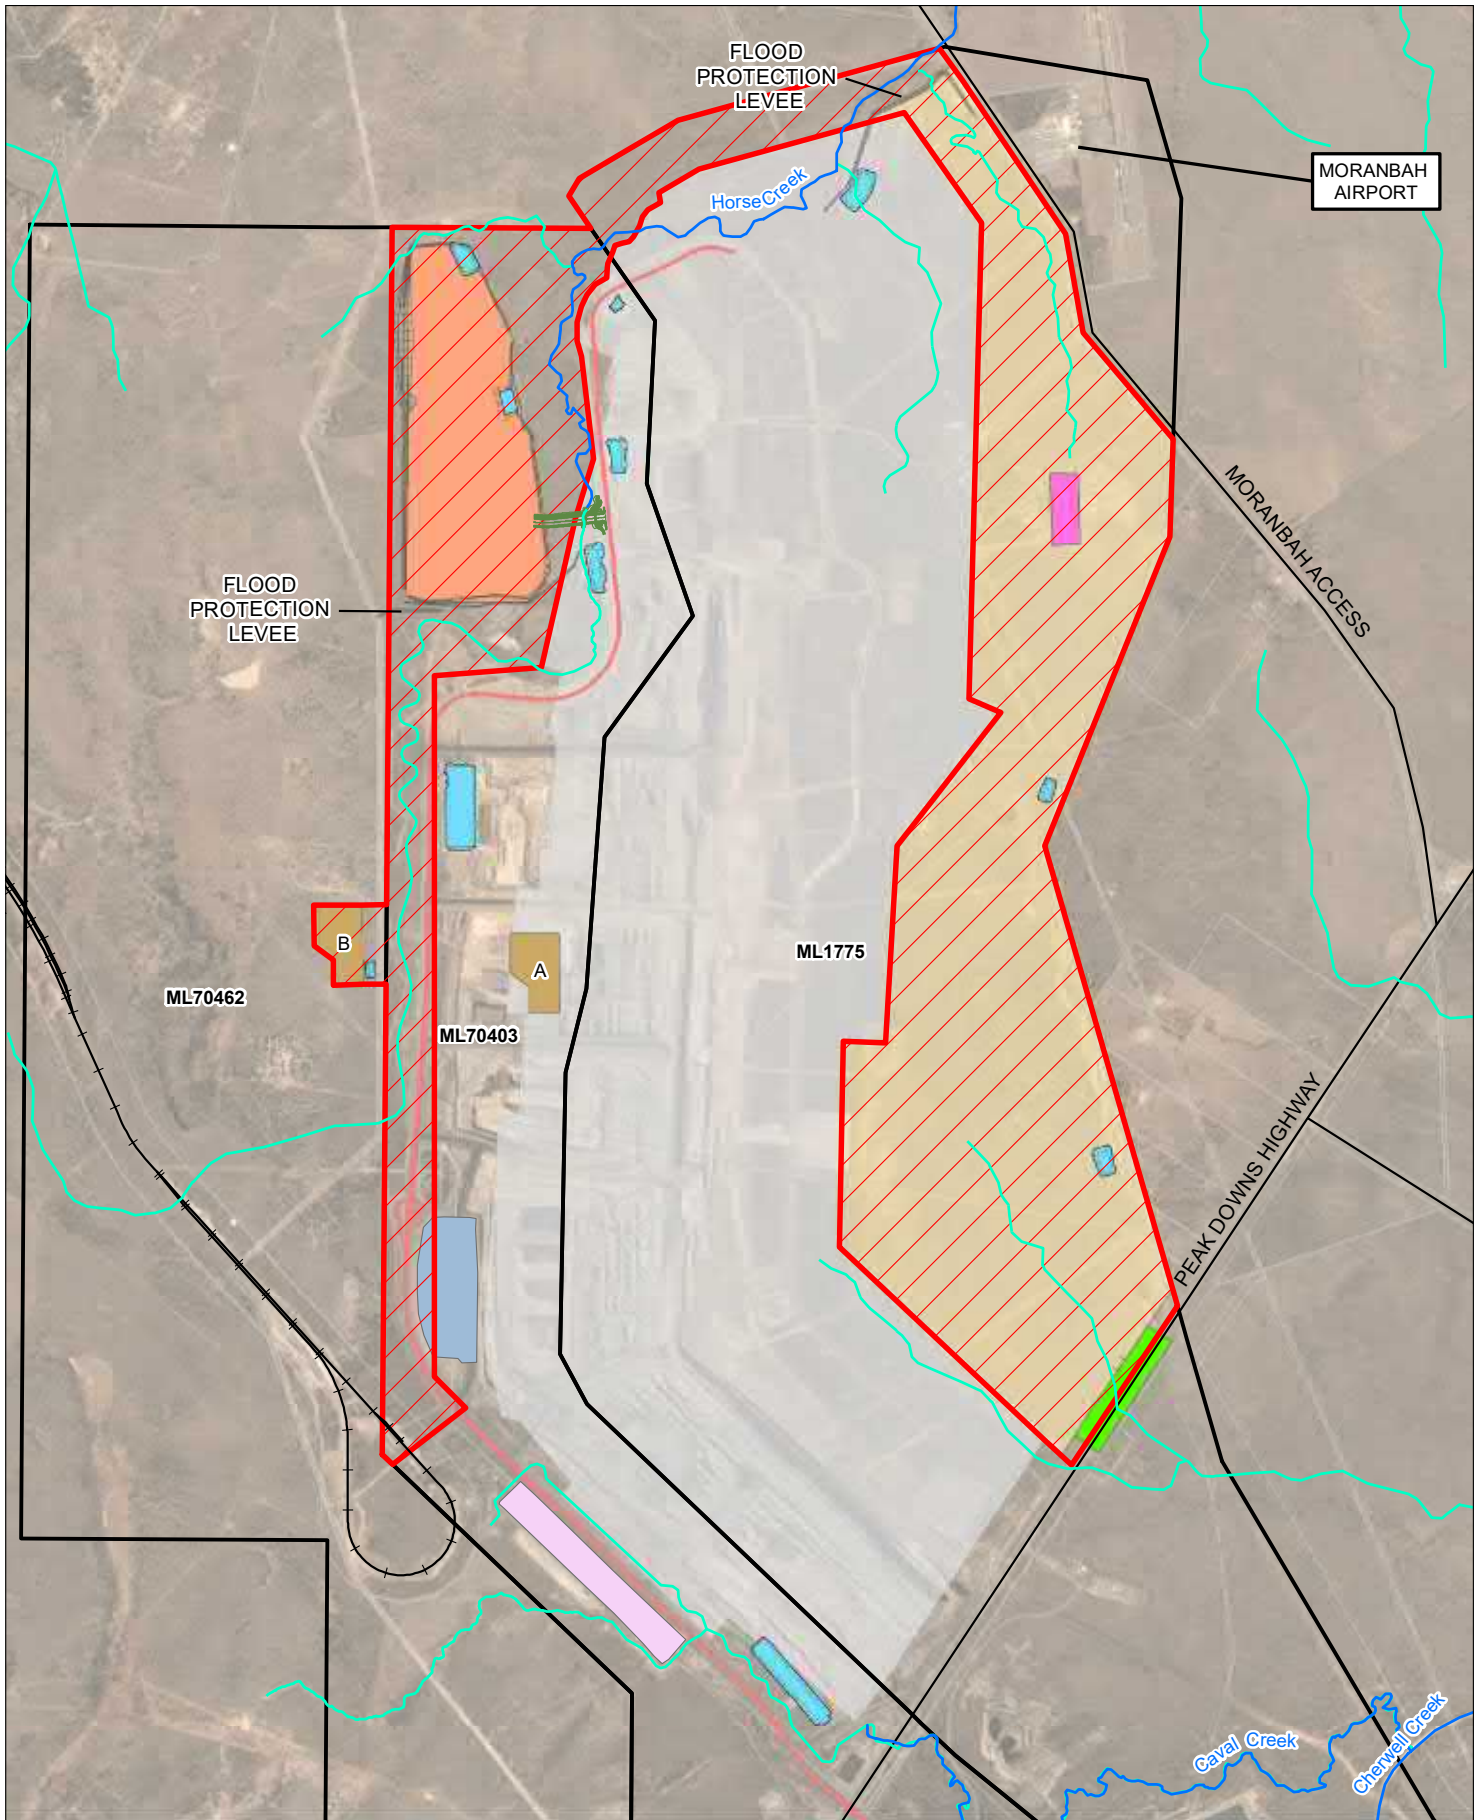 FLOOD
PROTECTION
LEVEE
MORANBAH
AIRPORT
HorseCreek
MORANBAH ACCESS
FLOOD
PROTECTION
LEVEE
B
A
ML1775
ML70462
ML70403
PEAK DOWNS HIGHWAY
Caval Creek
Cherwell Creek